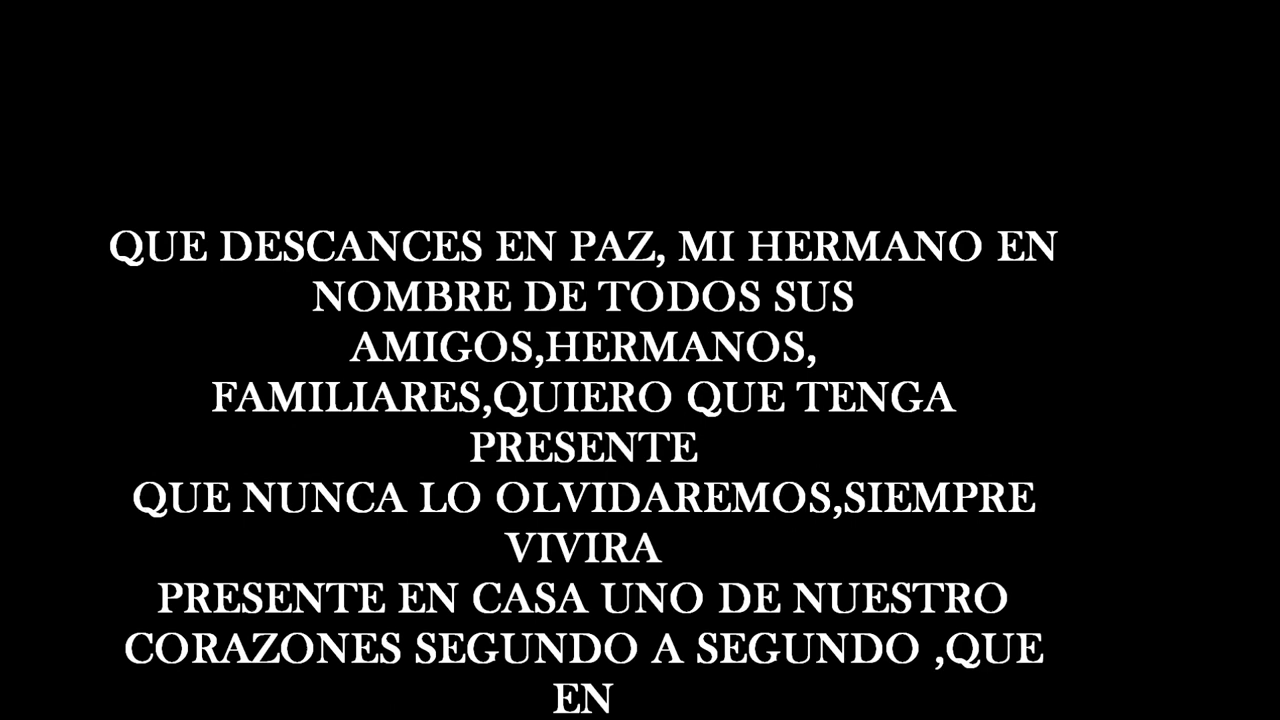 QUE DESCANCES EN PAZ, MI HERMANO EN
NOMBRE DE TODOS SUS
AMIGOS,HERMANOS,
FAMILIARES,QUIERO QUE TENGA
PRESENTE
QUE NUNCA LO OLVIDAREMOS,SIEMPRE
VIVIRA
PRESENTE EN CASA UNO DE NUESTRO
CORAZONES SEGUNDO A SEGUNDO ,QUE
EN